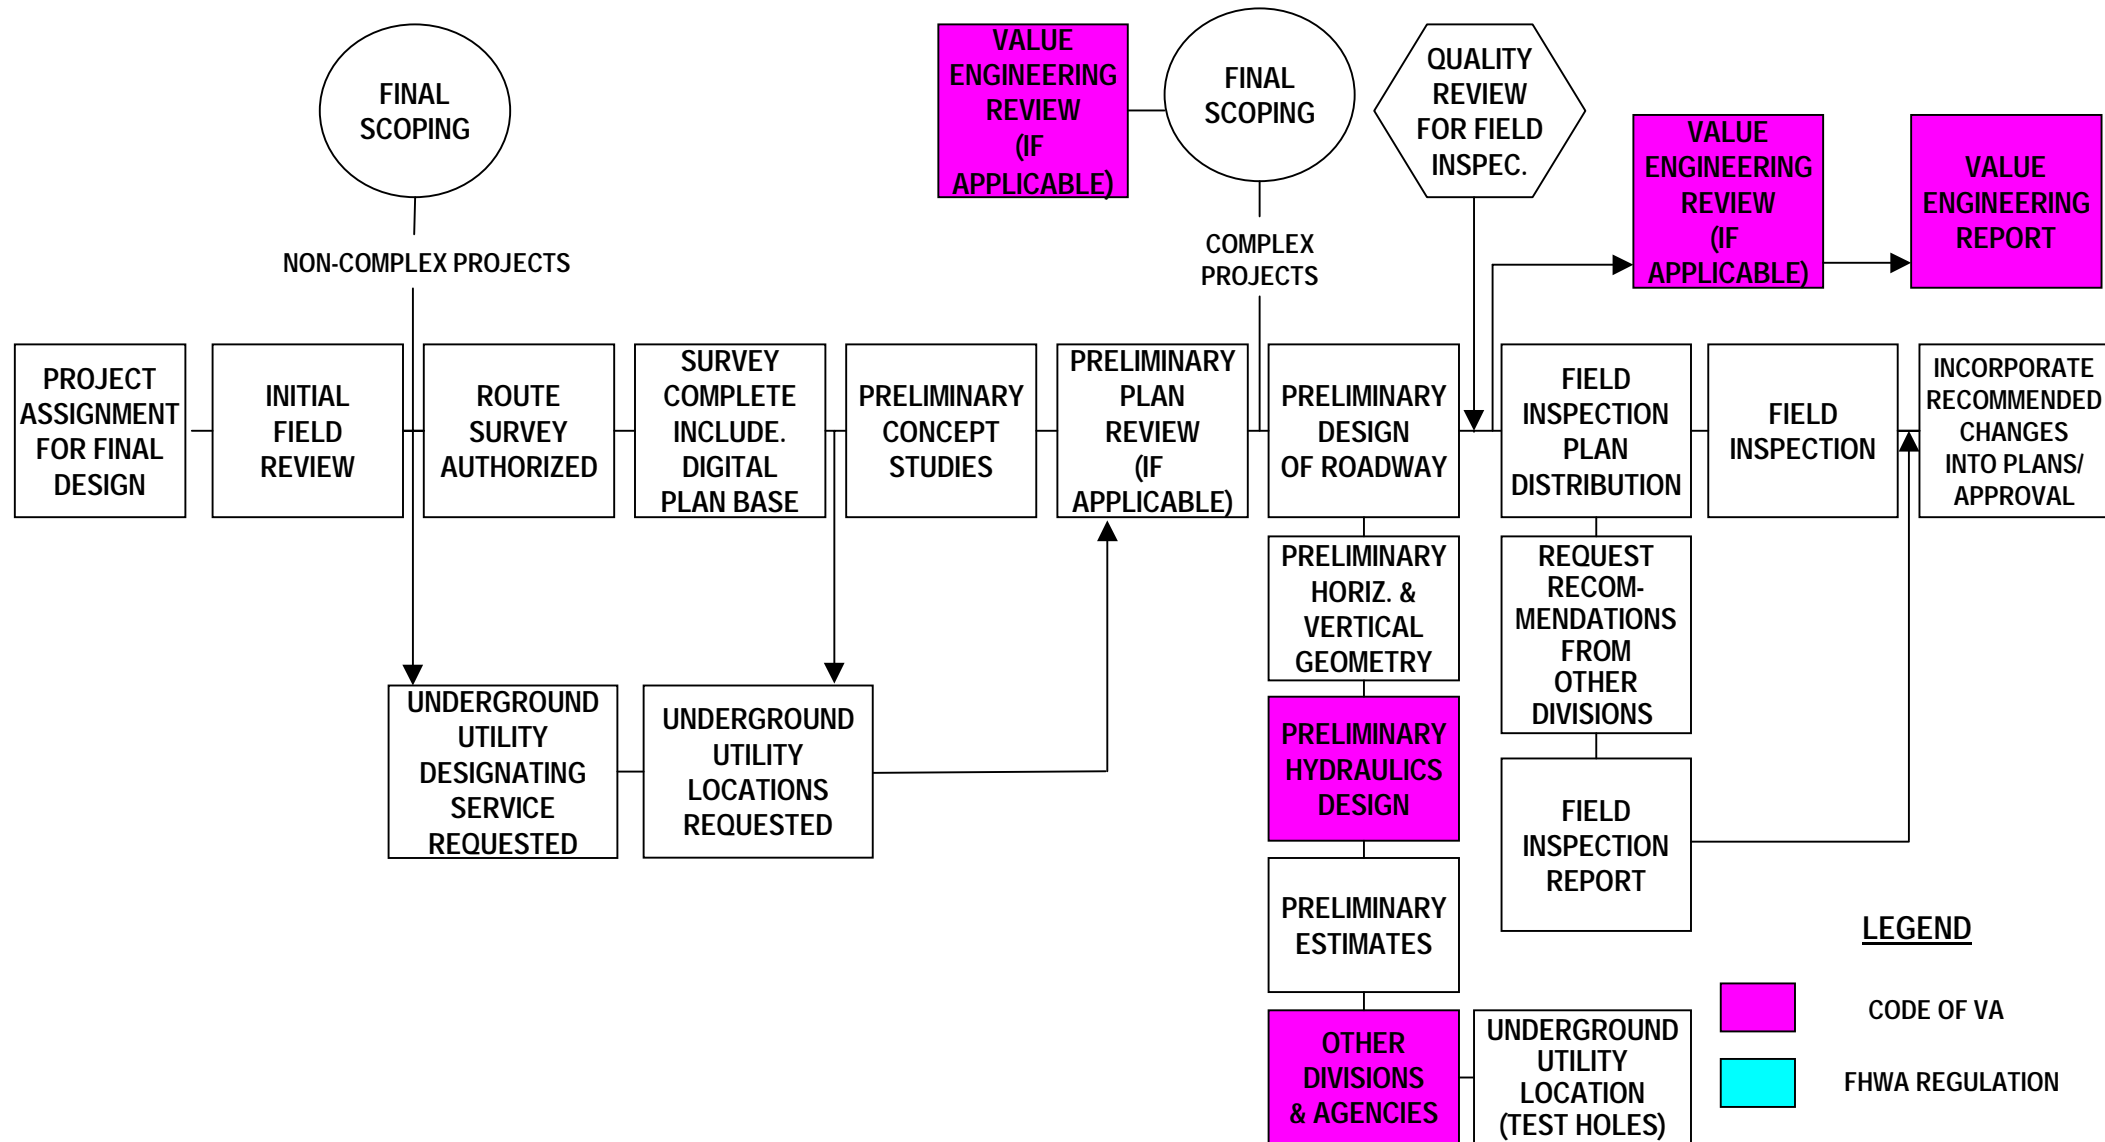 FINAL
SCOPING
VALUE
ENGINEERING
REVIEW
(IF
APPLICABLE)
FINAL
SCOPING
QUALITY
REVIEW
FOR FIELD
INSPEC.
VALUE
ENGINEERING
REVIEW
(IF
APPLICABLE)
VALUE
ENGINEERING
REPORT
NON-COMPLEX PROJECTS
COMPLEX
PROJECTS
PROJECT
ASSIGNMENT
FOR FINAL
DESIGN
INITIAL
FIELD
REVIEW
ROUTE
SURVEY
AUTHORIZED
SURVEY
COMPLETE
INCLUDE.
DIGITAL
PLAN BASE
PRELIMINARY
CONCEPT
STUDIES
PRELIMINARY
PLAN
REVIEW
(IF
APPLICABLE)
PRELIMINARY
DESIGN
OF ROADWAY
FIELD
INSPECTION
PLAN
DISTRIBUTION
FIELD
INSPECTION
INCORPORATE
RECOMMENDED
CHANGES
INTO PLANS/
APPROVAL
UNDERGROUND
UTILITY
DESIGNATING
SERVICE
REQUESTED
UNDERGROUND
UTILITY
LOCATIONS
REQUESTED
PRELIMINARY
HORIZ. &
VERTICAL
GEOMETRY
REQUEST
RECOM-
MENDATIONS
FROM
OTHER
DIVISIONS
PRELIMINARY
HYDRAULICS
DESIGN
FIELD
INSPECTION
REPORT
PRELIMINARY
ESTIMATES
OTHER
DIVISIONS
& AGENCIES
UNDERGROUND
UTILITY
LOCATION
(TEST HOLES)
LEGEND
CODE OF VA
FHWA REGULATION